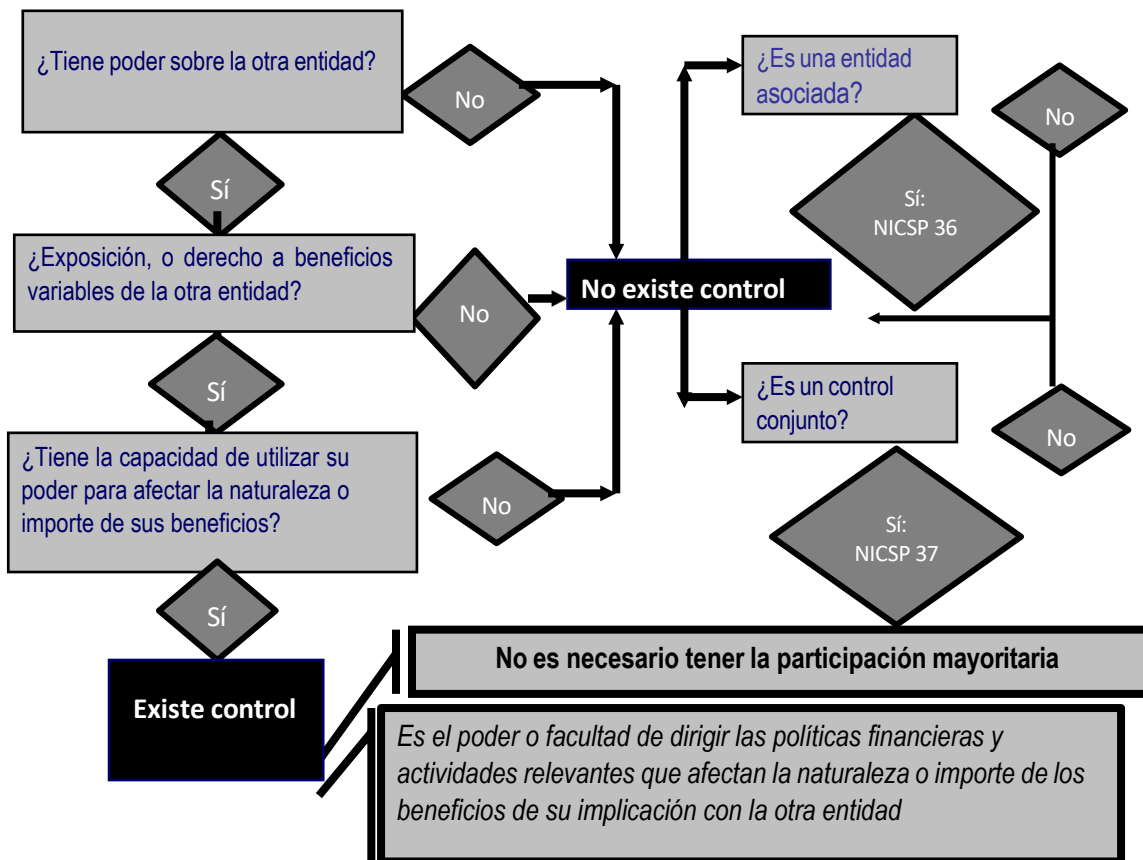 ¿Tiene poder sobre la otra entidad?
No
Sí
¿Exposición, o derecho a beneficios
variables de la otra entidad?
No
Sí
¿Tiene la capacidad de utilizar su
poder para afectar la naturaleza o
importe de sus beneficios?
No
Sí
Existe control
No existe control
¿Es una entidad
asociada?
No
Sí:
NICSP 36
¿Es un control
conjunto?
No
Sí:
NICSP 37
No es necesario tener la participación mayoritaria
Es el poder o facultad de dirigir las políticas financieras y
actividades relevantes que afectan la naturaleza o importe de los
beneficios de su implicación con la otra entidad